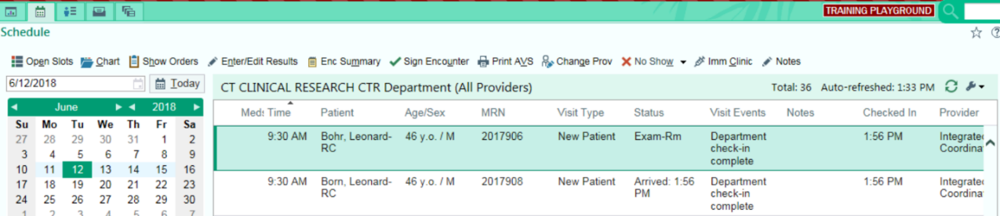 TRAINING PLAYGROUND
Schedule
Open Slots Chart Show Orders Enter/Edit Results Enc Summary Sign Encounter Print AVS Change Prov No Show Imm Clinic Notes
6/12/2018 Today CT CLINICAL RESEARCH CTR Department (All Providers) Total: 36 Auto-refreshed: 1:33 PM
June 2018
Su Mo Tu We Th Fr Sa
27 28 29 30 31 1 2
3 4 5 6 7 8 9
10 11 12 13 14 15 16
17 18 19 20 21 22 23
24 25 26 27 28 29 30
1 2 3 4 5 6 7
Med: Time Patient Age/Sex MRN Visit Type Status Visit Events Notes Checked In Provider
9:30 AM Bohr, Leonard- 46 y.o. / M 2017906 New Patient Exam-Rm Department 1:56 PM Integrated
RC check-in Coordina
complete
9:30 AM Born, Leonard- 46 y.o. / M 2017908 New Patient Arrived: 1:56 Department 1:56 PM Integrated
RC PM check-in Coordina
complete